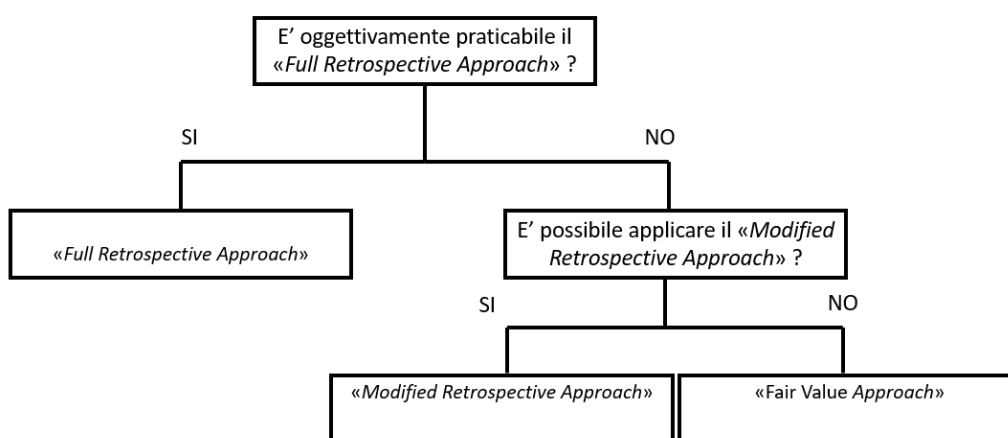 E’ oggettivamente praticabile il
«Full Retrospective Approach» ?
SI
NO
«Full Retrospective Approach»
E’ possibile applicare il «Modified
Retrospective Approach» ?
SI
NO
«Modified Retrospective Approach»
«Fair Value Approach»